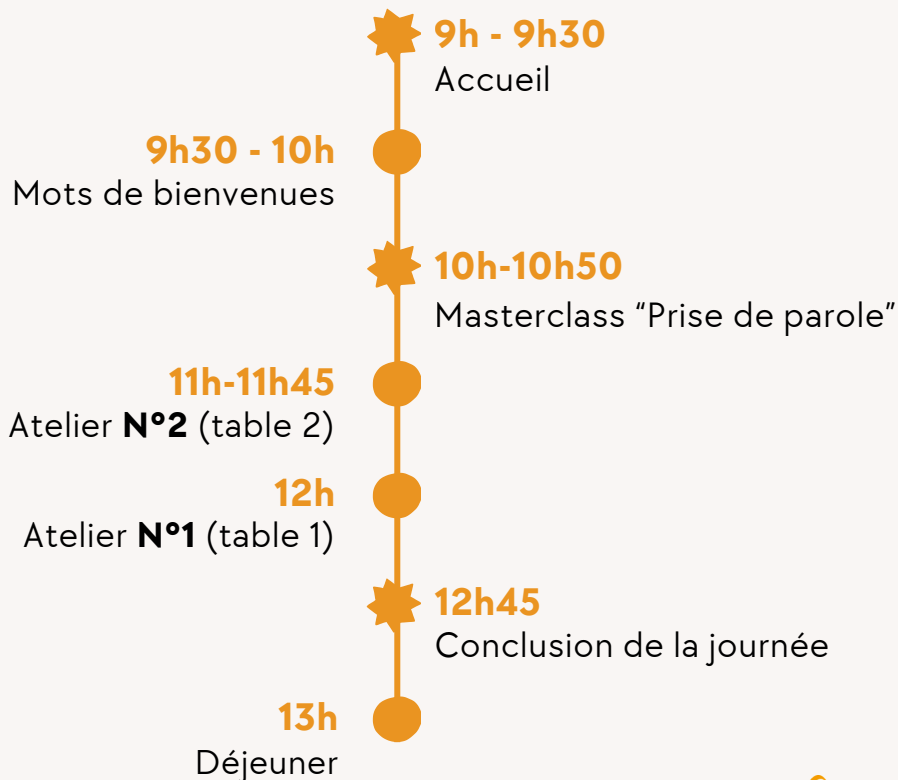 9h - 9h30
Accueil
9h30 - 10h
Mots de bienvenues
10h-10h50
Masterclass “Prise de parole”
11h-11h45
Atelier N°2 (table 2)
12h
Atelier N°1 (table 1)
12h45
Conclusion de la journée
13h
Déjeuner